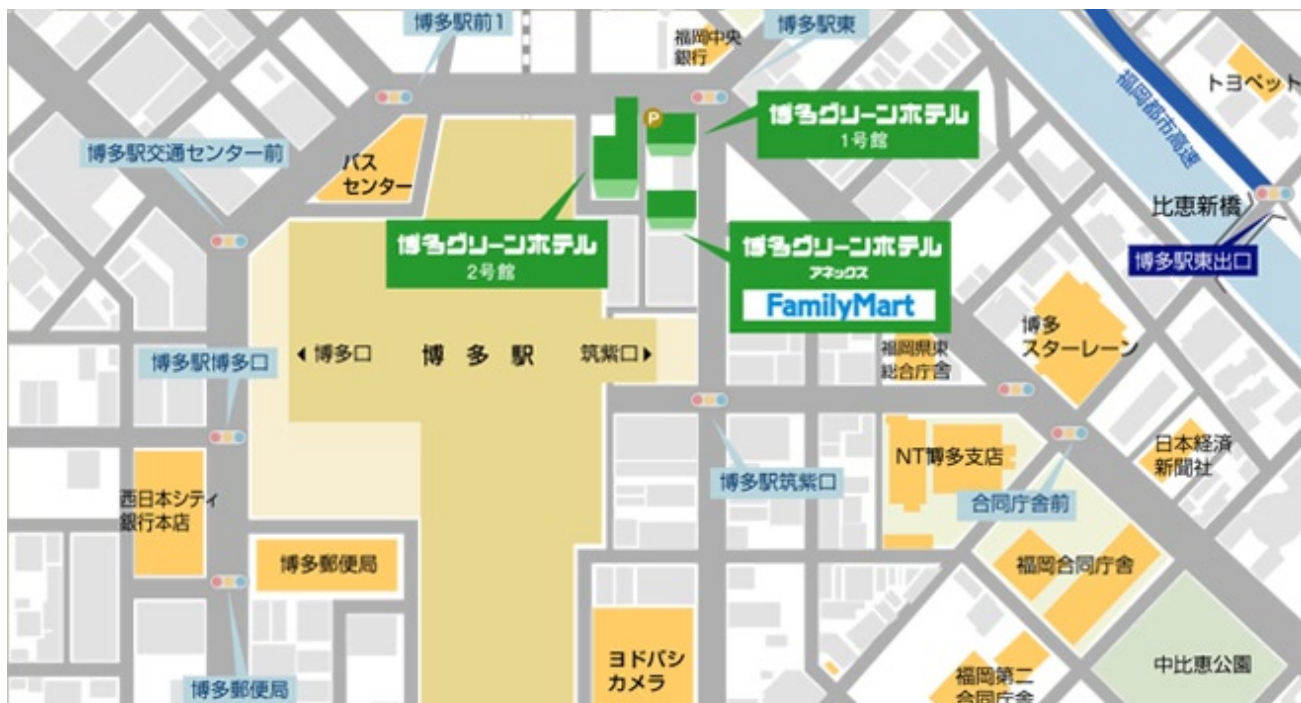 博多駅前1
博多駅東
福岡中央
銀行
トヨペット
福岡都市高速
P
博多グリーンホテル
1号館
博多駅交通センター前
バス
センター
比恵新橋
博多駅東出口
博多グリーンホテル
2号館
博多グリーンホテル
アネックス
FamilyMart
博多
スターレーン
博多駅博多口
博多口
博多駅
筑紫口
福岡県東
総合庁舎
日本経済
新聞社
NT博多支店
博多駅筑紫口
合同庁舎前
西日本シティ
銀行本店
博多郵便局
福岡合同庁舎
ヨドバシ
カメラ
中比恵公園
博多郵便局
福岡第二
合同庁舎